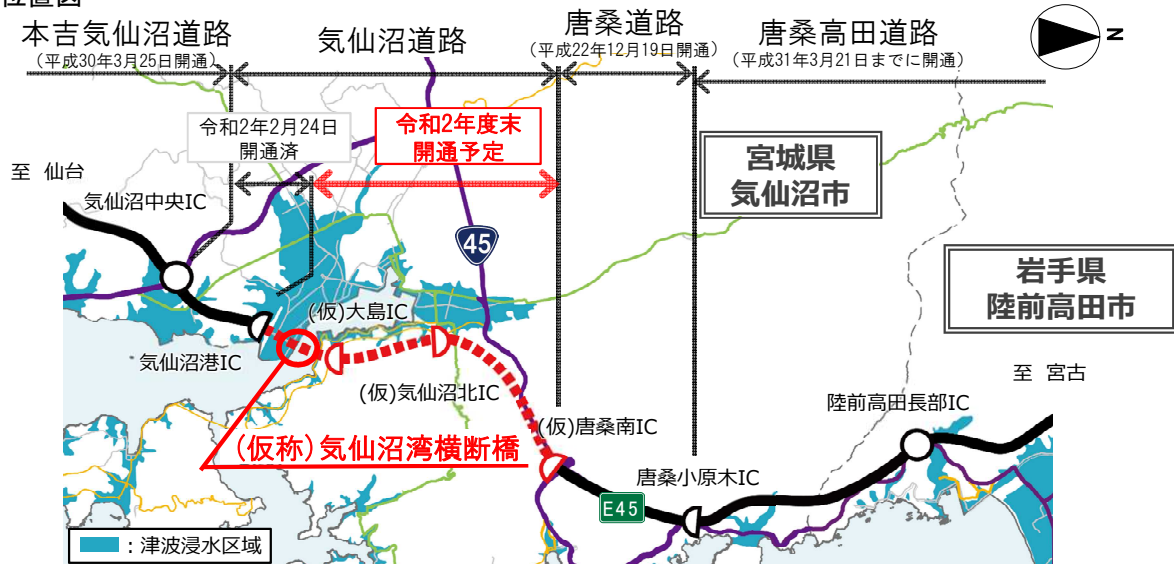 位置図
本吉気仙沼道路
(平成30年3月25日開通)
気仙沼道路
唐桑道路
(平成22年12月19日開通)
唐桑高田道路
(平成31年3月21日までに開通)
N
令和2年2月24日
開通済
令和2年度末
開通予定
宮城県
気仙沼市
岩手県
陸前高田市
至 仙台
気仙沼中央IC
45
(仮)大島IC
気仙沼港IC
(仮)気仙沼北IC
(仮)唐桑南IC
(仮称)気仙沼湾横断橋
至 宮古
陸前高田長部IC
唐桑小原木IC
E45
:津波浸水区域